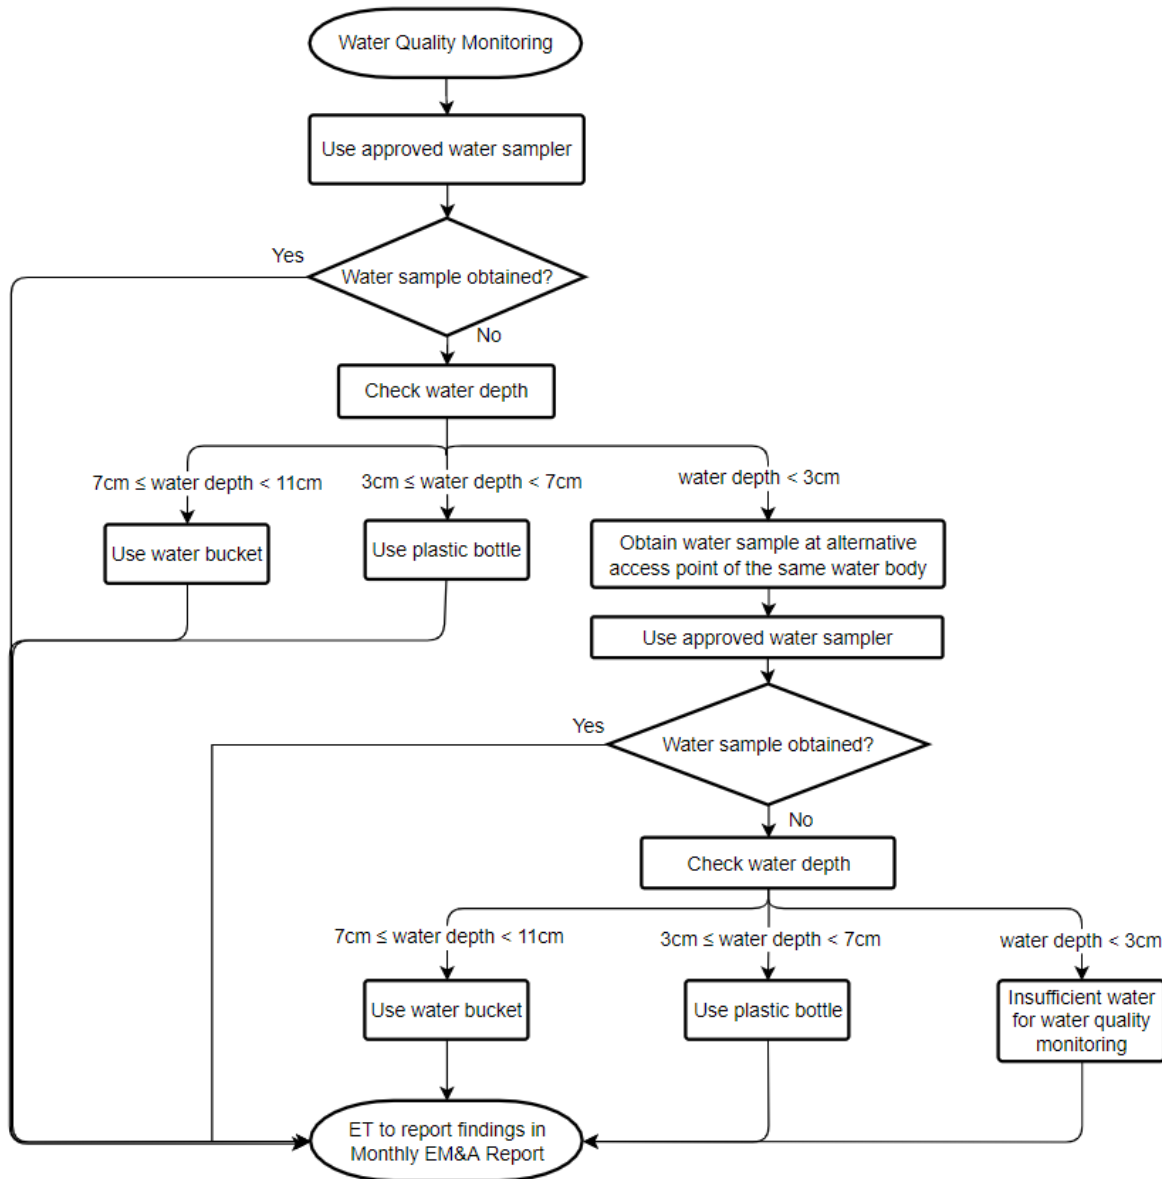 Water Quality Monitoring
Use approved water sampler
Yes
Water sample obtained?
No
Check water depth
7cm ≤ water depth < 11cm
3cm ≤ water depth < 7cm
water depth < 3cm
Use water bucket
Use plastic bottle
Obtain water sample at alternative
access point of the same water body
Use approved water sampler
Yes
Water sample obtained?
No
Check water depth
7cm ≤ water depth < 11cm
3cm ≤ water depth < 7cm
water depth < 3cm
Use water bucket
Use plastic bottle
Insufficient water
for water quality
monitoring
ET to report findings in
Monthly EM&A Report